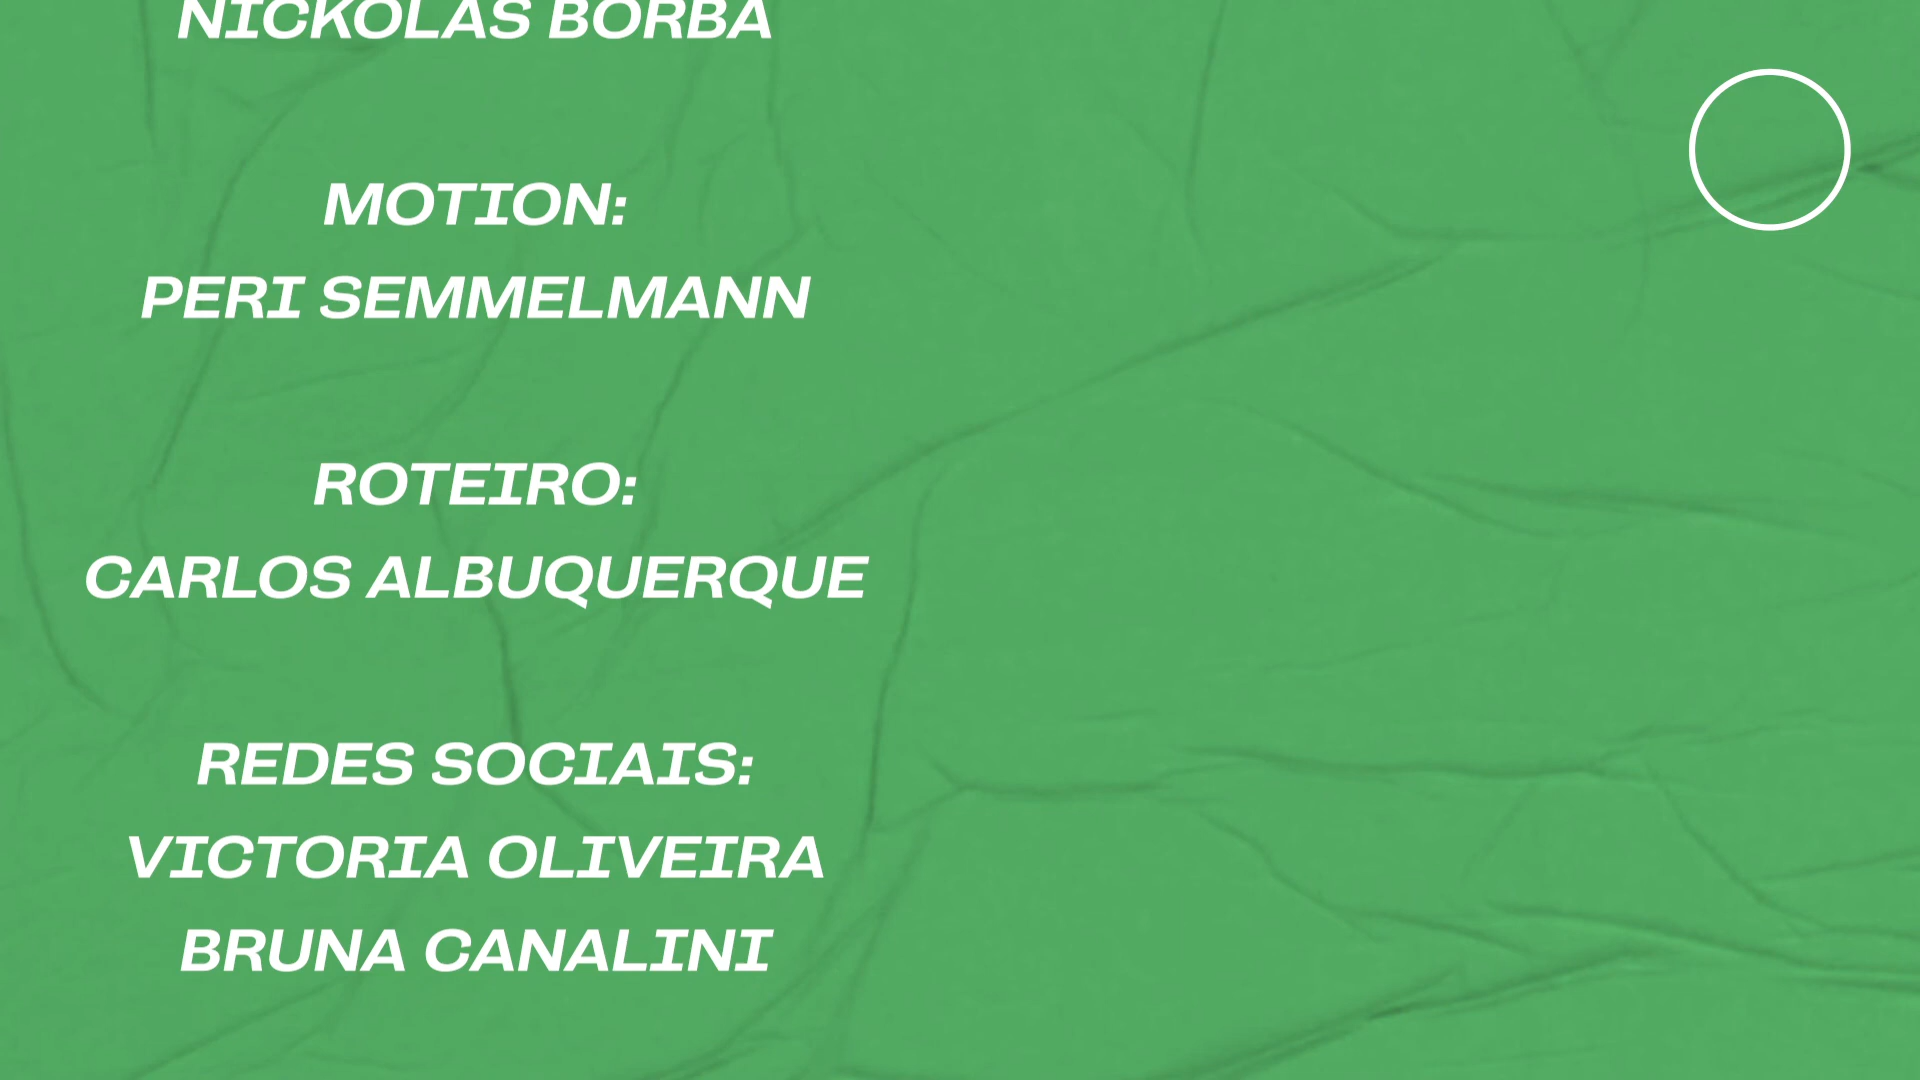 NICKOLAS BORBA
MOTION:
PERI SEMMELMANN
ROTEIRO:
CARLOS ALBUQUERQUE
REDES SOCIAIS:
VICTORIA OLIVEIRA
BRUNA CANALINI